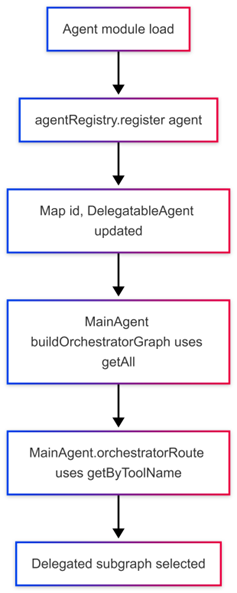 Agent module load
agentRegistry.register agent
Map id, DelegatableAgent
updated
MainAgent
buildOrchestratorGraph uses
getAll
MainAgent.orchestratorRoute
uses getByToolName
Delegated subgraph selected